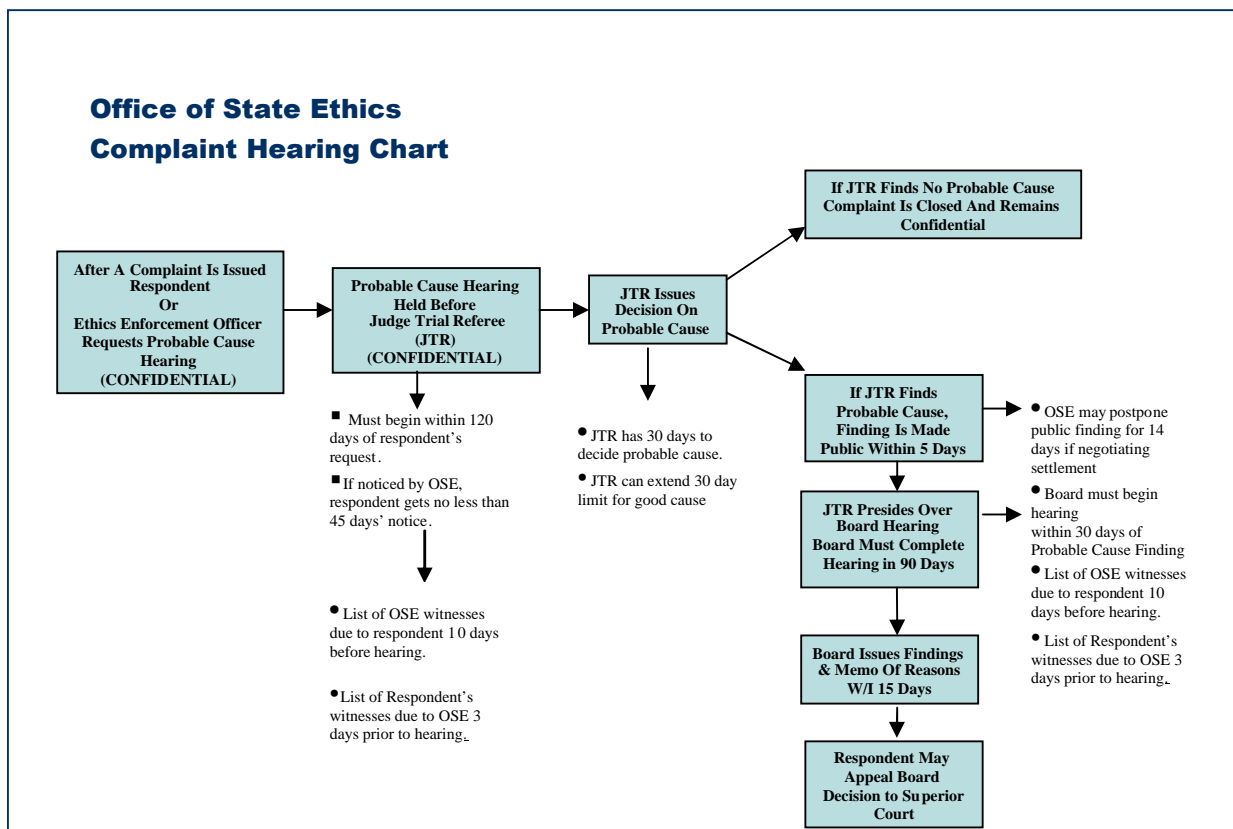 Office of State Ethics
Complaint Hearing Chart
If JTR Finds No Probable Cause
Complaint Is Closed And Remains
Confidential
After A Complaint Is Issued
Respondent
Or
Ethics Enforcement Officer
Requests Probable Cause
Hearing
(CONFIDENTIAL)
Probable Cause Hearing
Held Before
Judge Trial Referee
(JTR)
(CONFIDENTIAL)
JTR Issues
Decision On
Probable Cause
■ Must begin within 120
days of respondent's
request.
■ If noticed by OSE,
respondent gets no less than
45 days' notice.
● List of OSE witnesses
due to respondent 10 days
before hearing.
● List of Respondent's
witnesses due to OSE 3
days prior to hearing.
● JTR has 30 days to
decide probable cause.
● JTR can extend 30 day
limit for good cause
If JTR Finds
Probable Cause,
Finding Is Made
Public Within 5 Days
● OSE may postpone
public finding for 14
days if negotiating
settlement
JTR Presides Over
Board Hearing
Board Must Complete
Hearing in 90 Days
● Board must begin
hearing
within 30 days of
Probable Cause Finding
● List of OSE witnesses
due to respondent 10
days before hearing.
● List of Respondent's
witnesses due to OSE 3
days prior to hearing.
Board Issues Findings
& Memo Of Reasons
W/I 15 Days
Respondent May
Appeal Board
Decision to Superior
Court